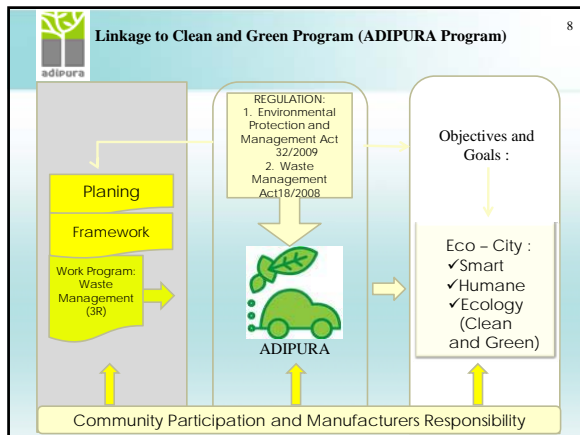 Linkage to Clean and Green Program (ADIPURA Program)
8
adipura
REGULATION:
1. Environmental
Protection and
Management Act
32/2009
2. Waste
Management
Act18/2008
Planing
Framework
Work Program:
Waste
Management
(3R)
ADIPURA
Objectives and
Goals :
Eco – City :
✓Smart
✓Humane
✓Ecology
(Clean
and Green)
Community Participation and Manufacturers Responsibility